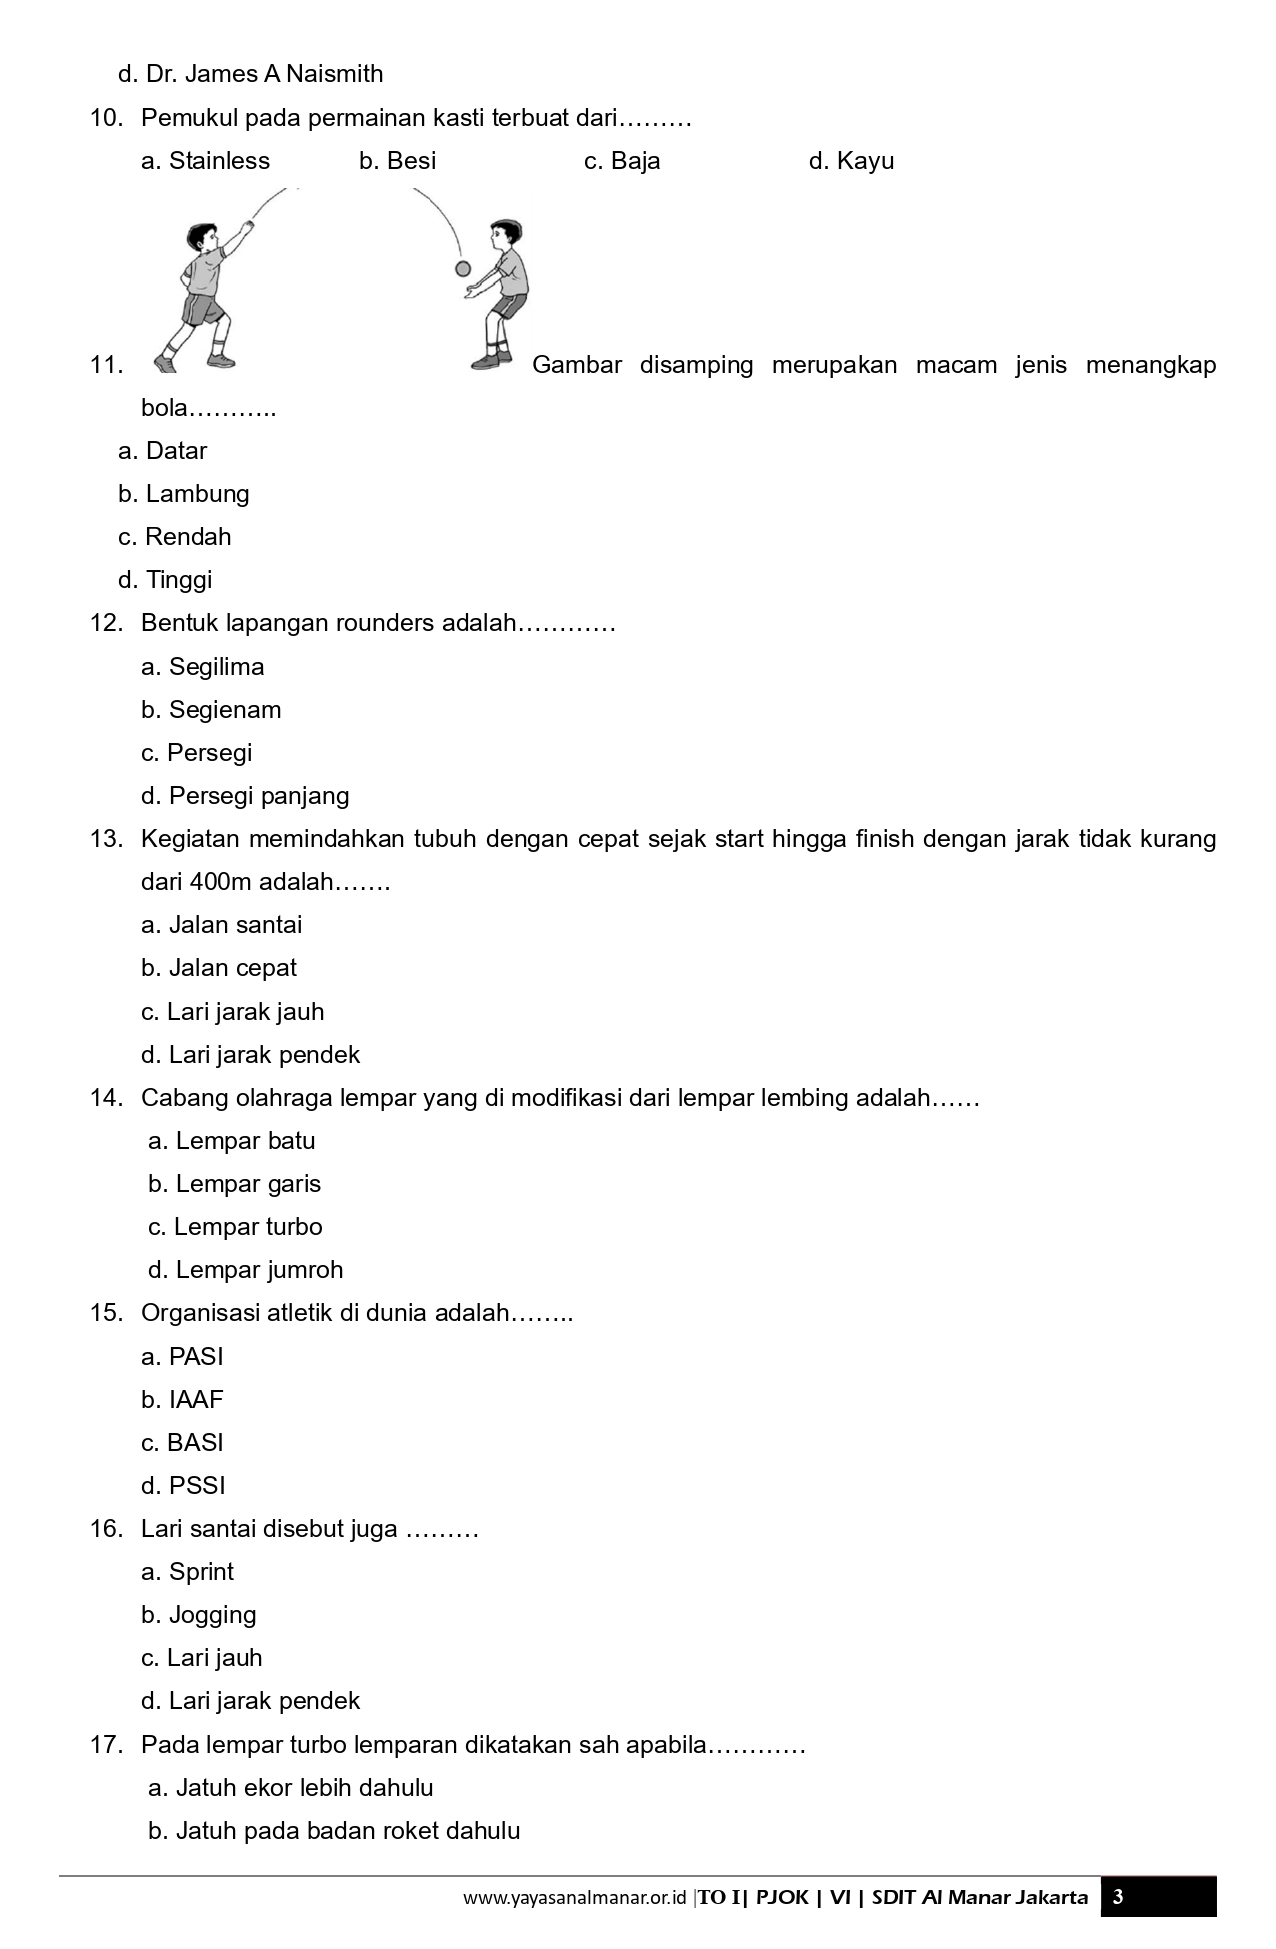 d. Dr. James A Naismith
10. Pemukul pada permainan kasti terbuat dari………
a. Stainless b. Besi c. Baja d. Kayu
11. Gambar disamping merupakan macam jenis menangkap
bola………..
a. Datar
b. Lambung
c. Rendah
d. Tinggi
12. Bentuk lapangan rounders adalah…………
a. Segilima
b. Segienam
c. Persegi
d. Persegi panjang
13. Kegiatan memindahkan tubuh dengan cepat sejak start hingga finish dengan jarak tidak kurang
dari 400m adalah…….
a. Jalan santai
b. Jalan cepat
c. Lari jarak jauh
d. Lari jarak pendek
14. Cabang olahraga lempar yang di modifikasi dari lempar lembing adalah……
a. Lempar batu
b. Lempar garis
c. Lempar turbo
d. Lempar jumroh
15. Organisasi atletik di dunia adalah……..
a. PASI
b. IAAF
c. BASI
d. PSSI
16. Lari santai disebut juga ………
a. Sprint
b. Jogging
c. Lari jauh
d. Lari jarak pendek
17. Pada lempar turbo lemparan dikatakan sah apabila…………
a. Jatuh ekor lebih dahulu
b. Jatuh pada badan roket dahulu
www.yayasanalmanar.or.id |TO I| PJOK | VI | SDIT Al Manar Jakarta 3